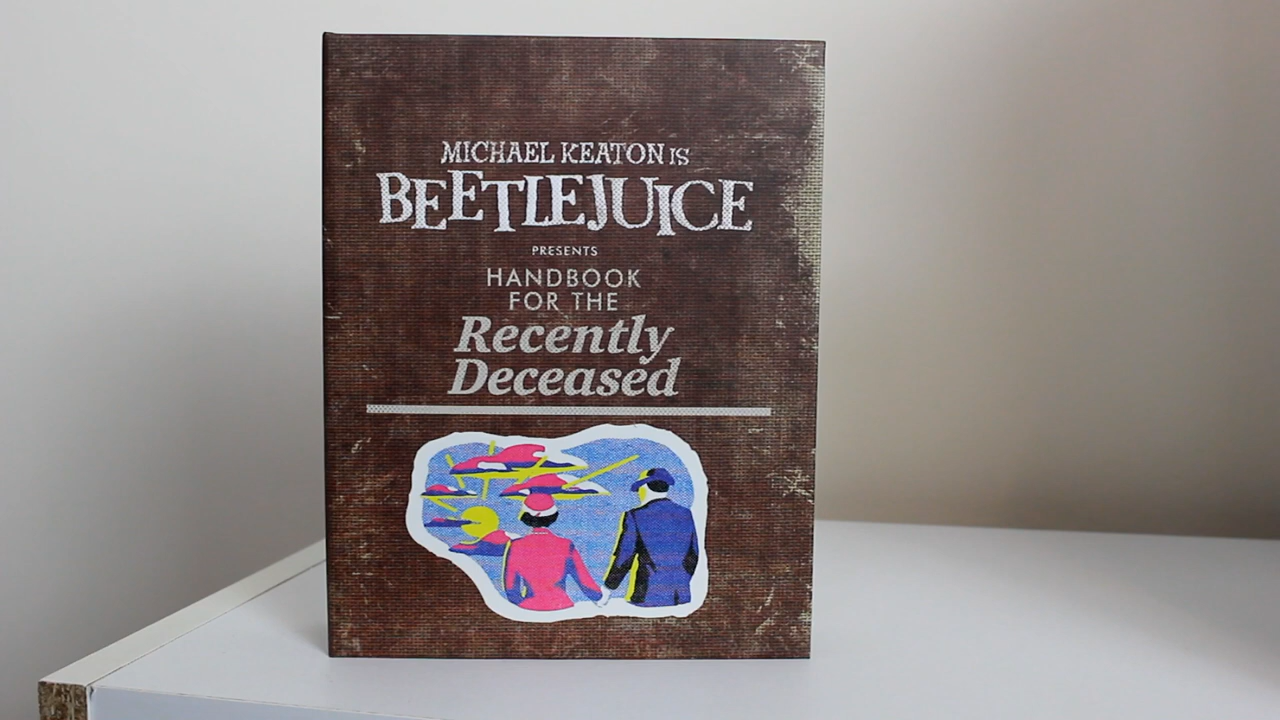 MICHAEL KEATON IS
BEETLEJUICE
PRESENTS
HANDBOOK
FOR THE
Recently
Deceased